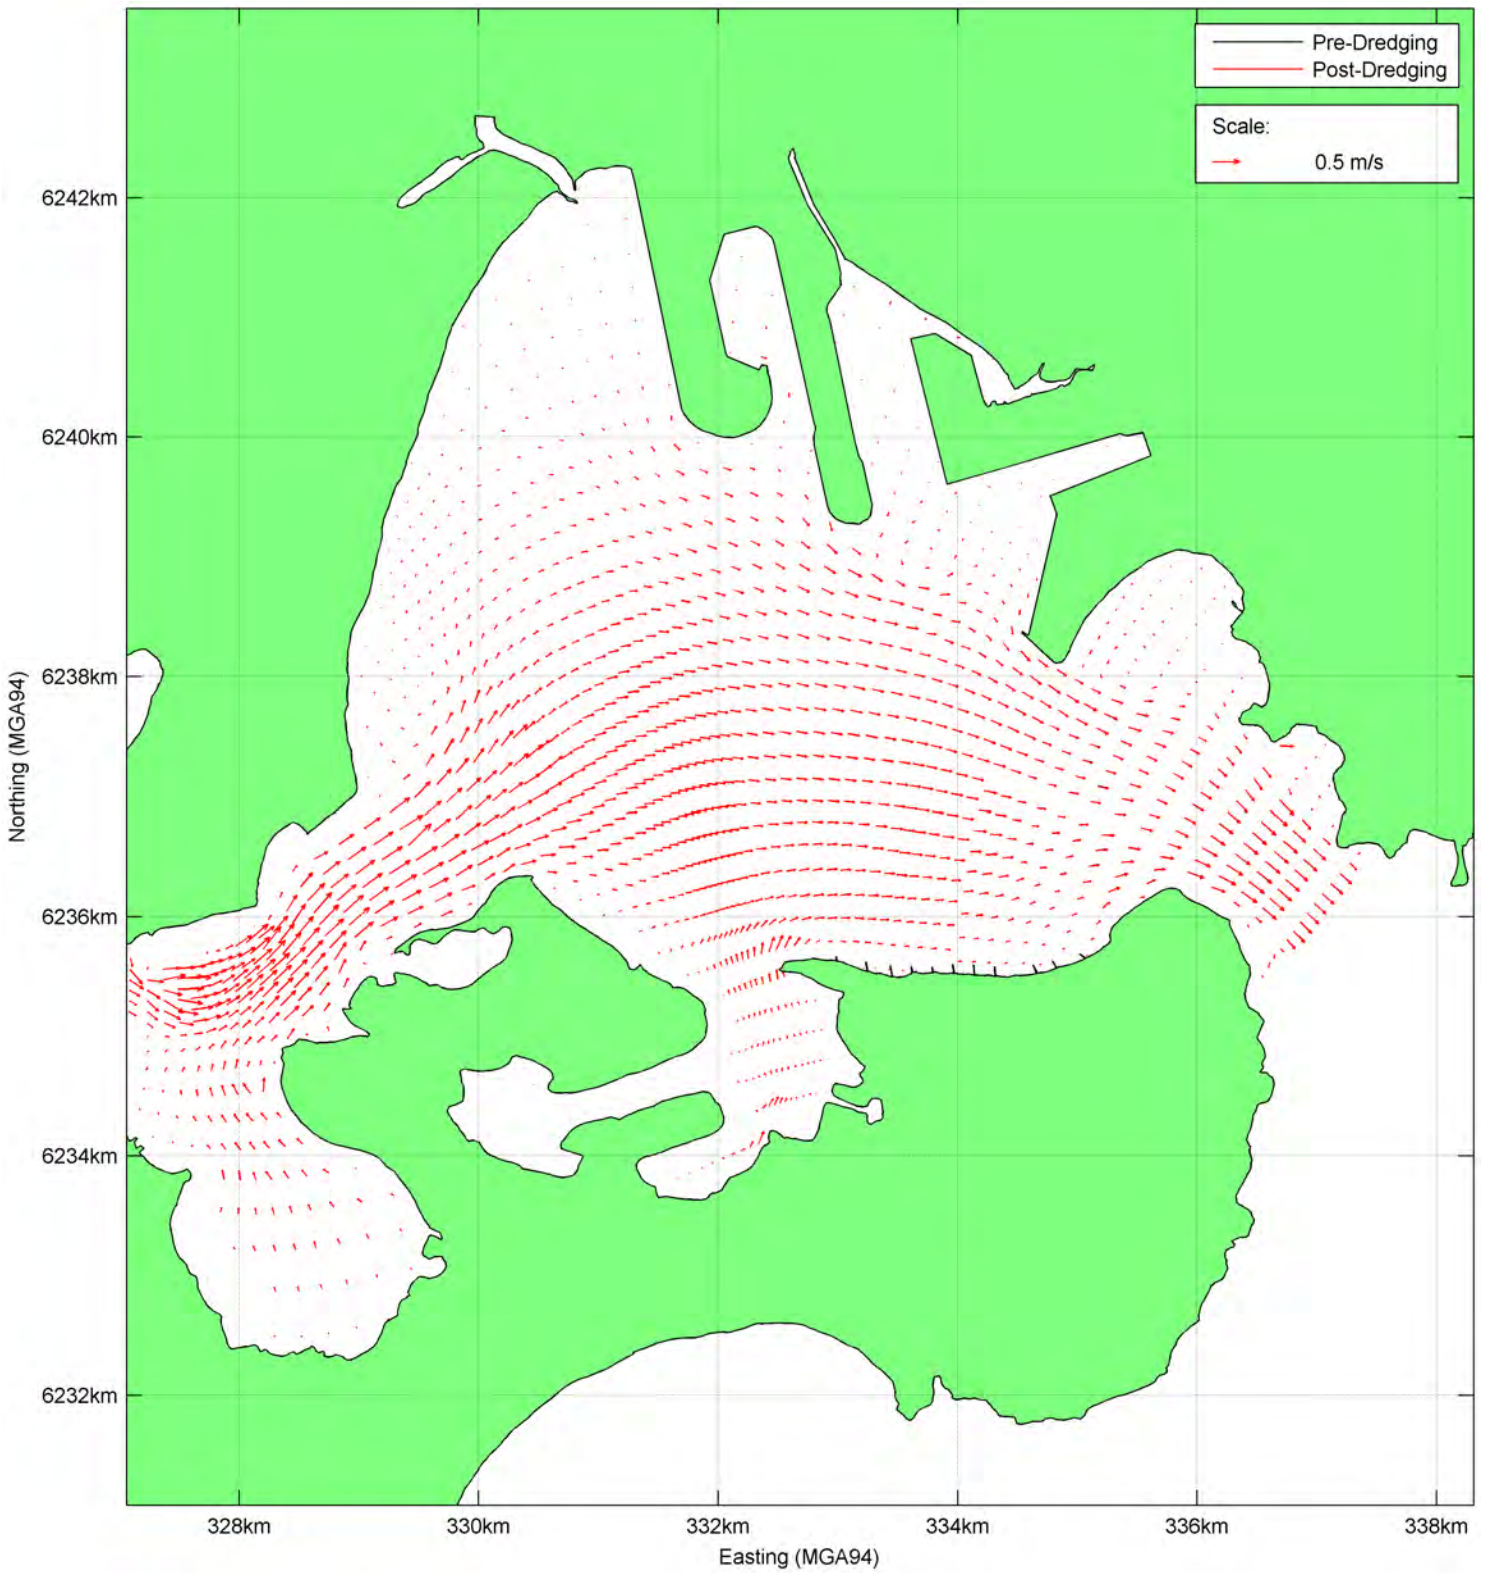 Pre-Dredging
Post-Dredging
Scale:
0.5 m/s
6242km
6240km
6238km
6236km
6234km
6232km
Northing (MGA94)
328km
330km
332km
334km
336km
338km
Easting (MGA94)